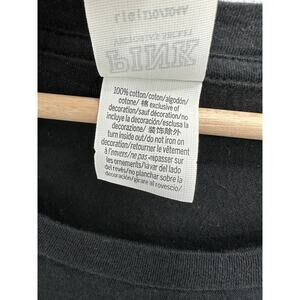 PINK
100% cotton/coton/algodón/
cotone/ 棉 exclusive of
decoration/sauf décoration/no
incluye la decoración/esclusa la
decorazione/ 装饰除外
turn inside out/do not iron on
decoration/retourner le vêtement
à l'envers/ne pas repasser sur
les ornements/lavar del lado
del revés/no planchar sobre la
decoración/girare al rovescio/